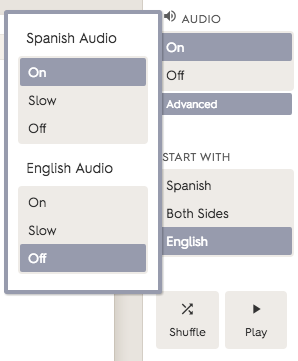 Spanish Audio
On
Slow
Off
English Audio
On
Slow
Off
AUDIO
On
Off
Advanced
START WITH
Spanish
Both Sides
English
Shuffle
Play